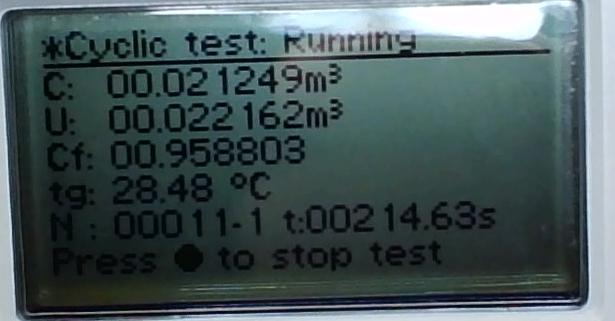 *Cyclic test: Running
C: 00.021249m³
U: 00.022162m³
Cf: 00.958803
tg: 28.48 °C
N : 00011-1 t:00214.63s
Press ● to stop test